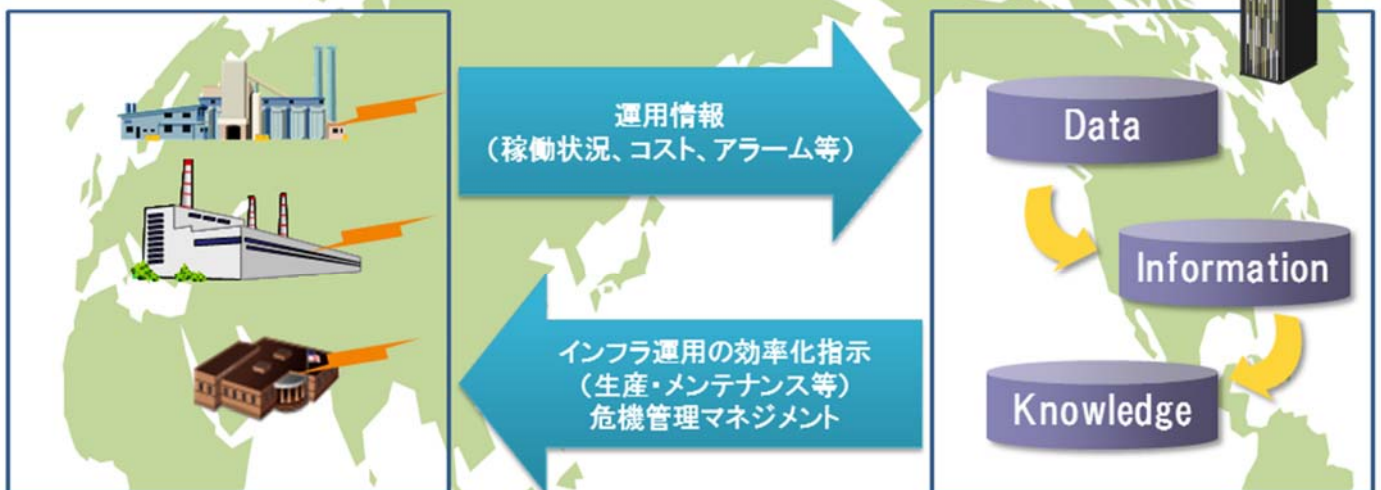 運用情報
（稼働状況、コスト、アラーム等）
Data
Information
インフラ運用の効率化指示
（生産・メンテナンス等）
危機管理マネジメント
Knowledge